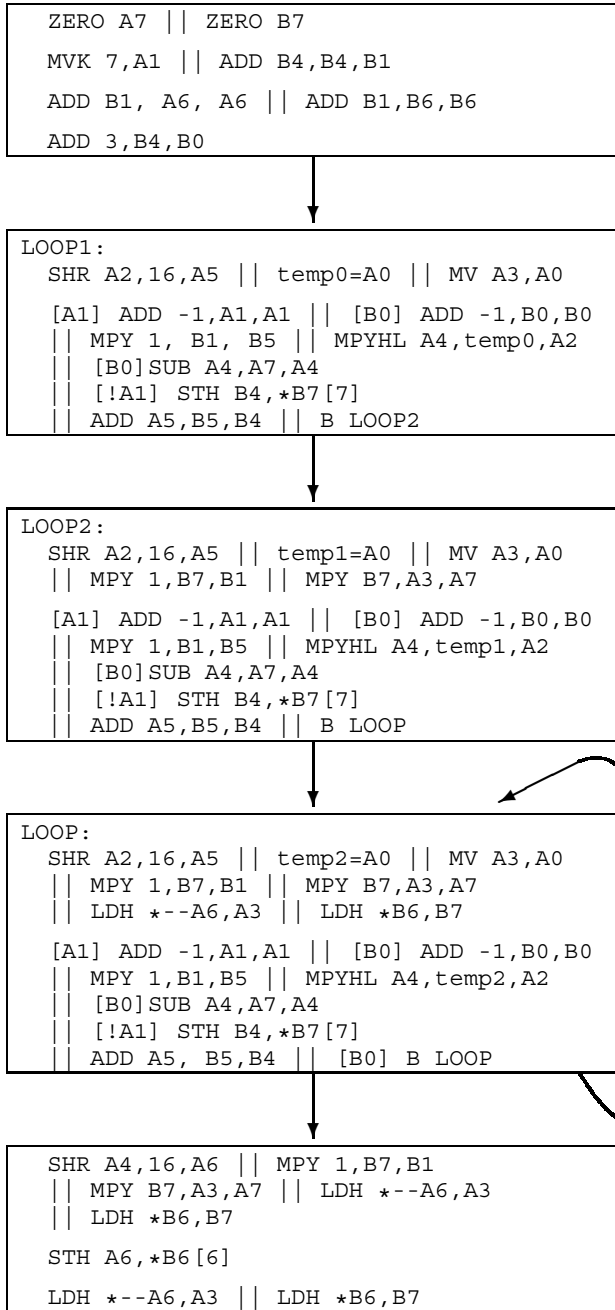 ZERO A7 || ZERO B7
MVK 7,A1 || ADD B4,B4,B1
ADD B1, A6, A6 || ADD B1,B6,B6
ADD 3,B4,B0
LOOP1:
SHR A2,16,A5 || temp0=A0 || MV A3,A0
[A1] ADD -1,A1,A1 || [B0] ADD -1,B0,B0
|| MPY 1, B1, B5 || MPYHL A4,temp0,A2
|| [B0]SUB A4,A7,A4
|| [!A1] STH B4,*B7[7]
|| ADD A5,B5,B4 || B LOOP2
LOOP2:
SHR A2,16,A5 || temp1=A0 || MV A3,A0
|| MPY 1,B7,B1 || MPY B7,A3,A7
[A1] ADD -1,A1,A1 || [B0] ADD -1,B0,B0
|| MPY 1,B1,B5 || MPYHL A4,temp1,A2
|| [B0]SUB A4,A7,A4
|| [!A1] STH B4,*B7[7]
|| ADD A5,B5,B4 || B LOOP
LOOP:
SHR A2,16,A5 || temp2=A0 || MV A3,A0
|| MPY 1,B7,B1 || MPY B7,A3,A7
|| LDH *--A6,A3 || LDH *B6,B7
[A1] ADD -1,A1,A1 || [B0] ADD -1,B0,B0
|| MPY 1,B1,B5 || MPYHL A4,temp2,A2
|| [B0]SUB A4,A7,A4
|| [!A1] STH B4,*B7[7]
|| ADD A5, B5,B4 || [B0] B LOOP
SHR A4,16,A6 || MPY 1,B7,B1
|| MPY B7,A3,A7 || LDH *--A6,A3
|| LDH *B6,B7
STH A6,*B6[6]
LDH *--A6,A3 || LDH *B6,B7